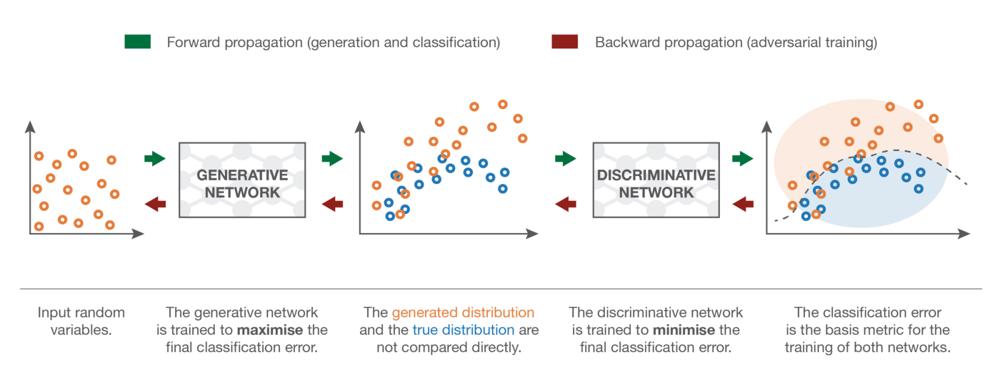 Forward propagation (generation and classification)
Backward propagation (adversarial training)
GENERATIVE
NETWORK
DISCRIMINATIVE
NETWORK
Input random
variables.
The generative network
is trained to maximise the
final classification error.
The generated distribution
and the true distribution are
not compared directly.
The discriminative network
is trained to minimise the
final classification error.
The classification error
is the basis metric for the
training of both networks.